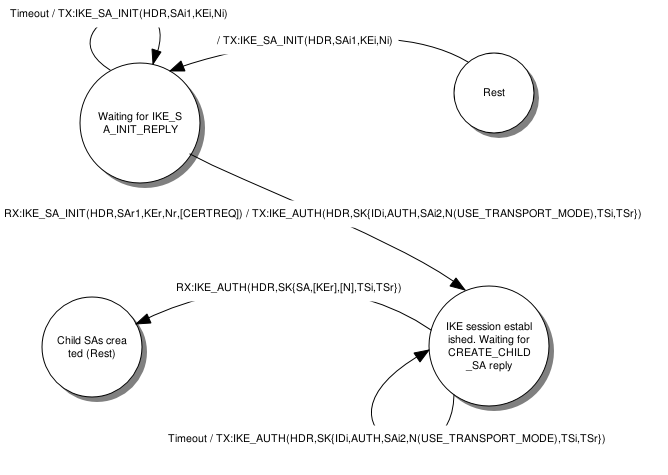 Timeout / TX:IKE_SA_INIT(HDR,SAi1,KEi,Ni)
/ TX:IKE_SA_INIT(HDR,SAi1,KEi,Ni)
Rest
Waiting for IKE_S
A_INIT_REPLY
RX:IKE_SA_INIT(HDR,SAr1,KEr,Nr,[CERTREQ]) / TX:IKE_AUTH(HDR,SK{IDi,AUTH,SAi2,N(USE_TRANSPORT_MODE),TSi,TSr})
RX:IKE_AUTH(HDR,SK{SA,[KEr],[N],TSi,TSr})
Child SAs crea
ted (Rest)
IKE session establ
ished. Waiting for
CREATE_CHILD
_SA reply
Timeout / TX:IKE_AUTH(HDR,SK{IDi,AUTH,SAi2,N(USE_TRANSPORT_MODE),TSi,TSr})